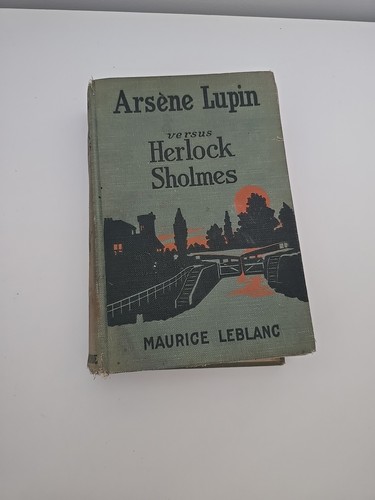 Arsène Lupin
versus
Herlock
Sholmes
MAURICE LEBLANC